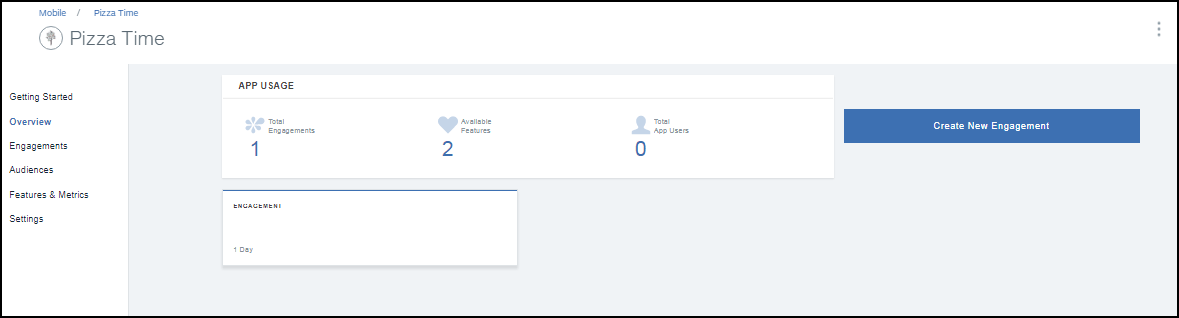 Mobile / Pizza Time
Pizza Time
Getting Started
Overview
Engagements
Audiences
Features & Metrics
Settings
APP USAGE
Total
Engagements
1
Available
Features
2
Total
App Users
0
Create New Engagement
ENGAGEMENT
1 Day